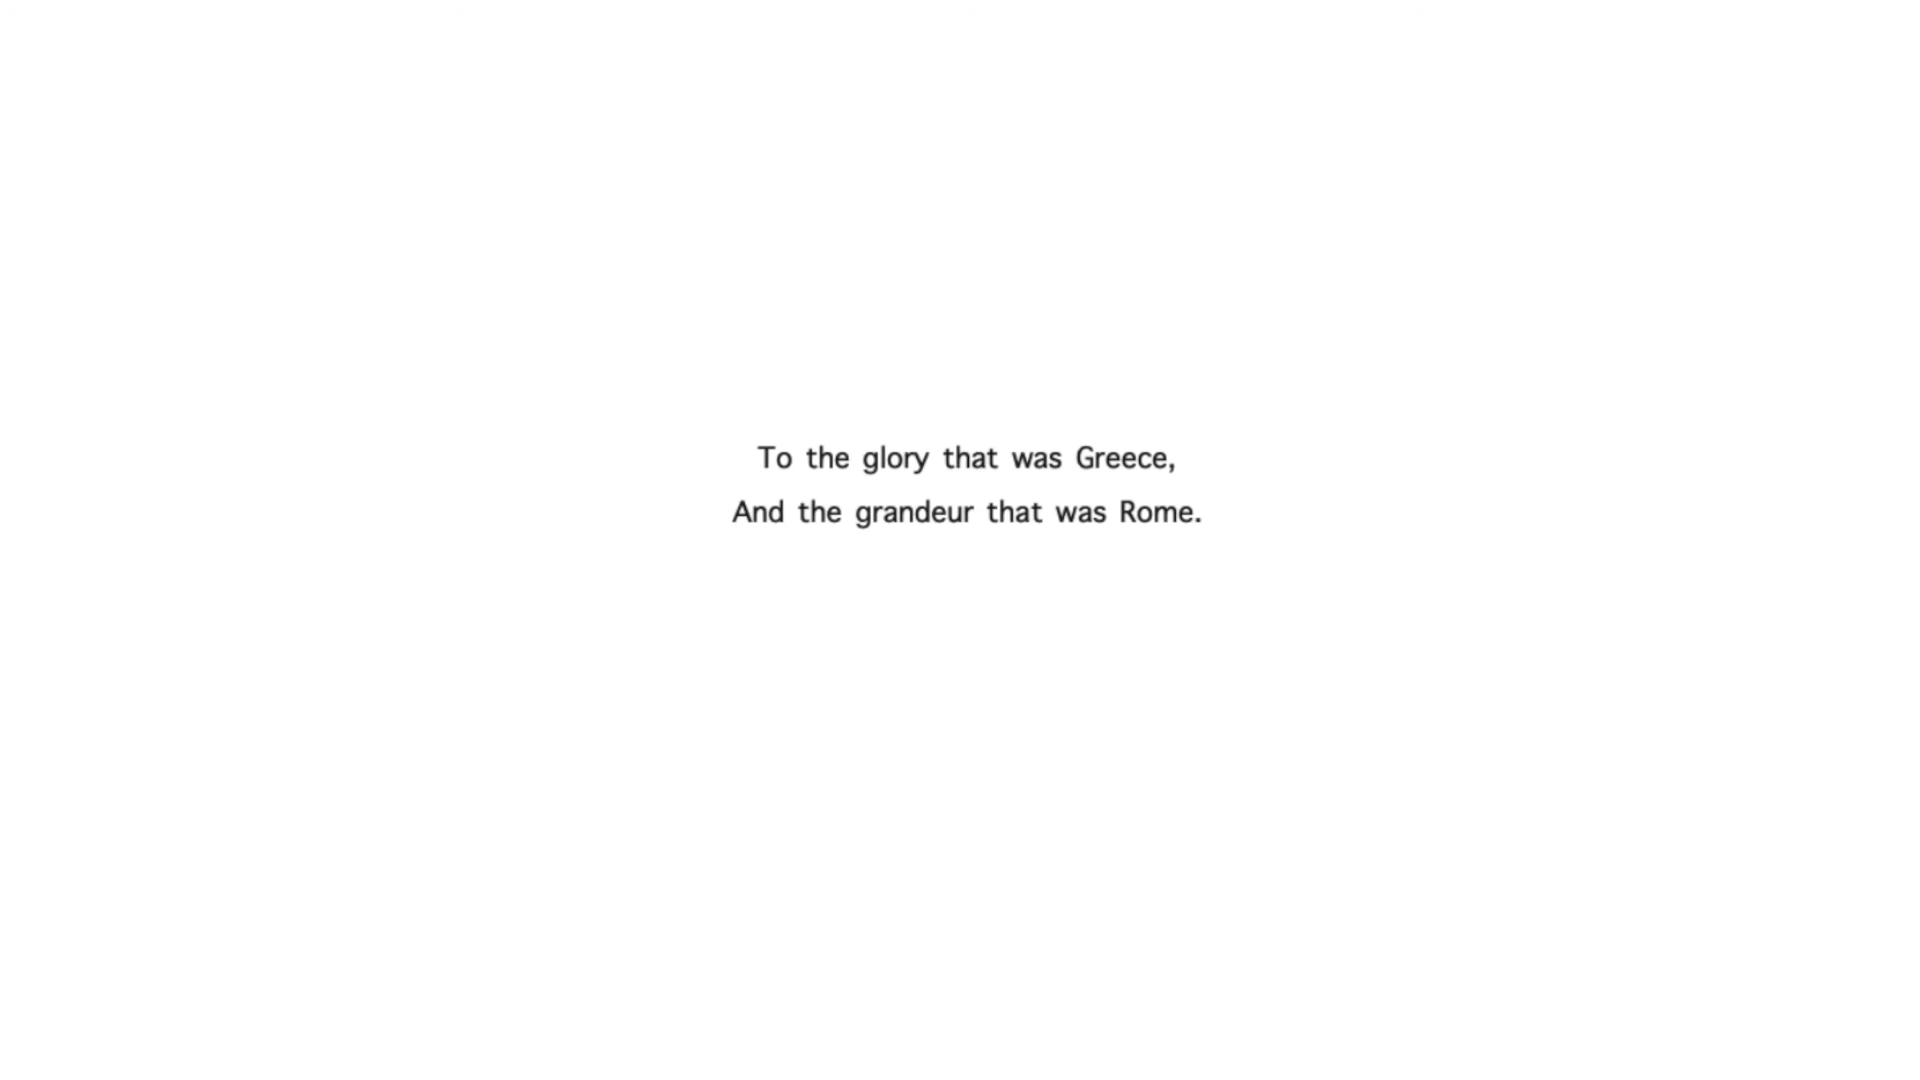 To the glory that was Greece,
And the grandeur that was Rome.